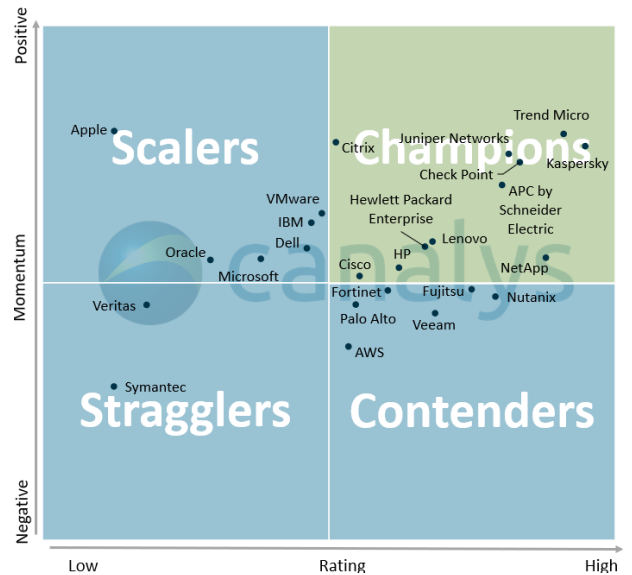 Positive
Momentum
Negative
Scalers
Champions
Stragglers
Contenders
canalys
Apple
VMware
IBM
Dell
Oracle
Microsoft
Citrix
Trend Micro
Juniper Networks
Kaspersky
Check Point
APC by
Schneider
Electric
Hewlett Packard
Enterprise
Lenovo
HP
NetApp
Cisco
Veritas
Symantec
Fortinet
Fujitsu
Nutanix
Palo Alto
Veeam
AWS
Low
Rating
High